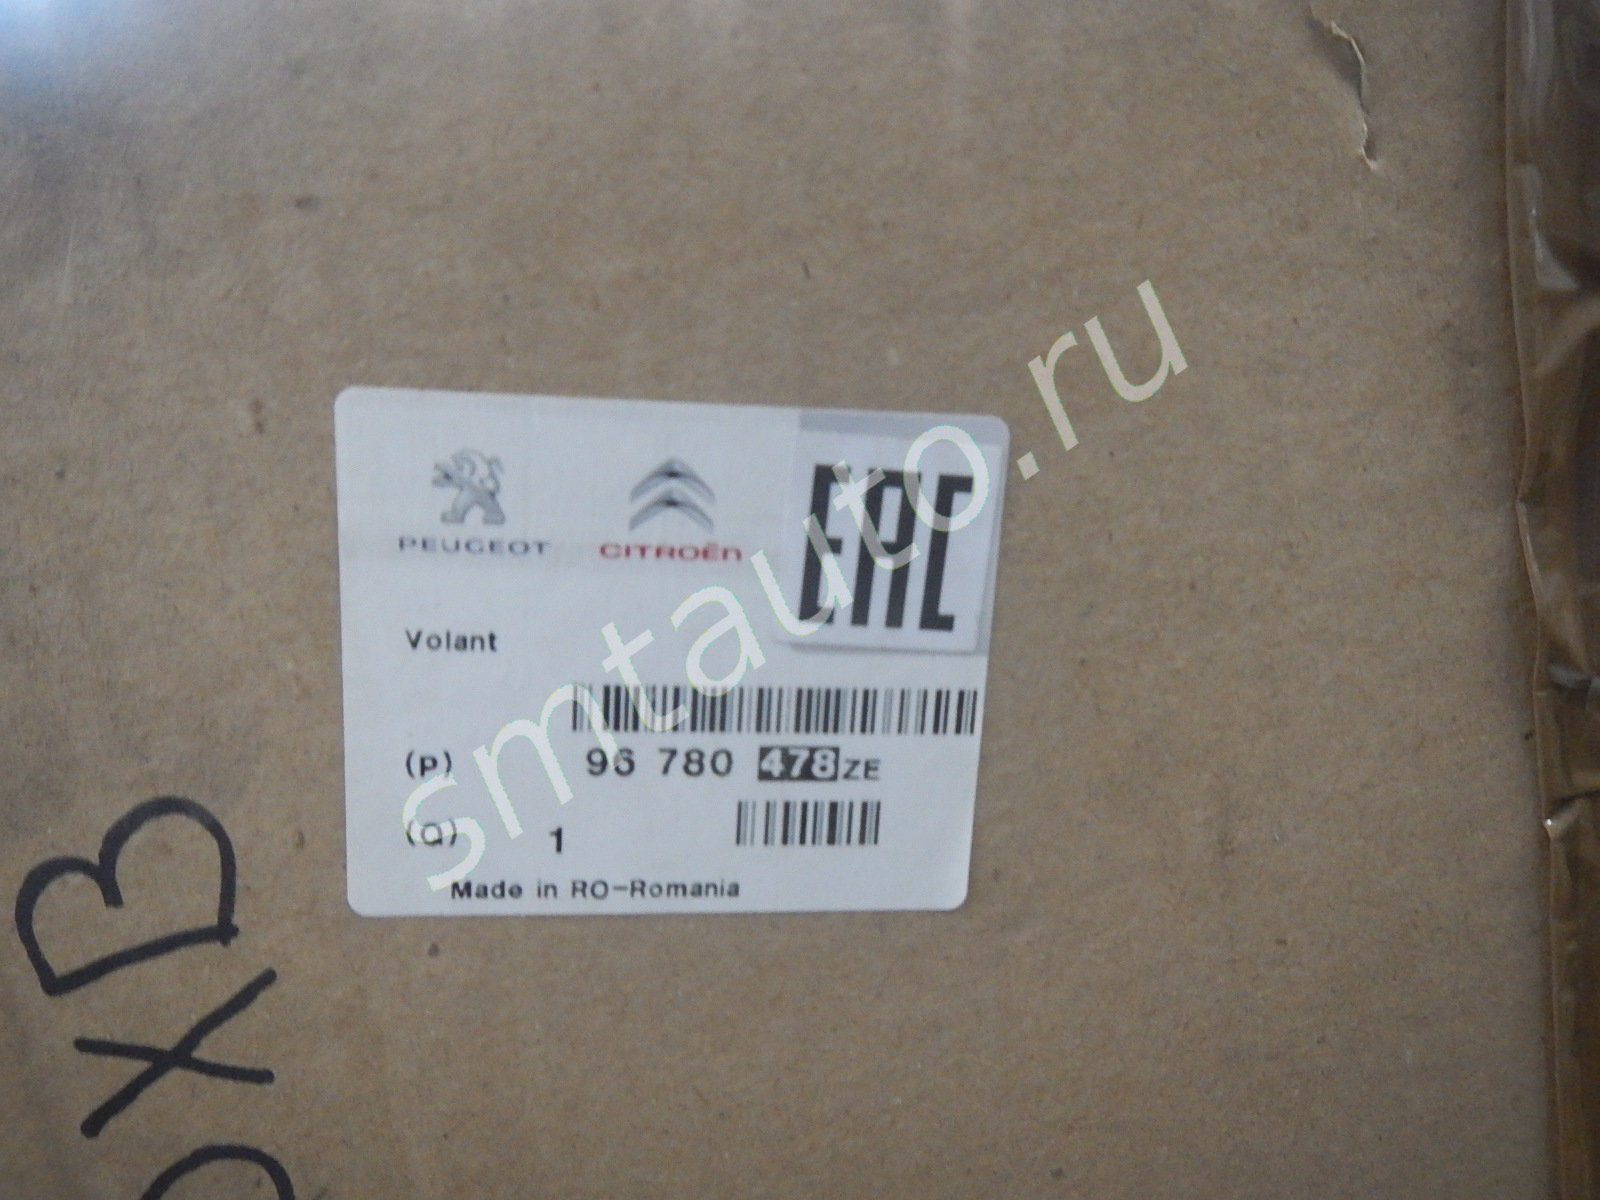 PEUGEOT CITROËN EAC
Volant
(P) 96 780 478 ZE
(Q) 1
Made in RO-Romania
smtauto.ru